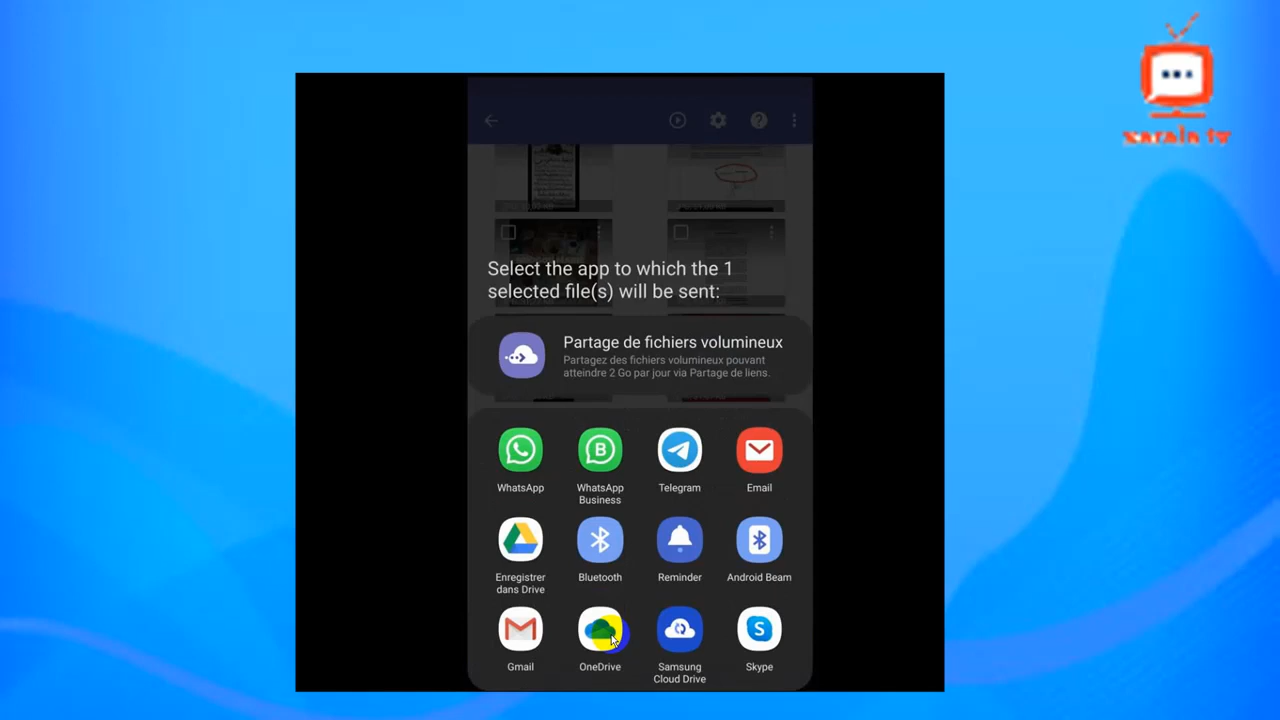 Select the app to which the 1
selected file(s) will be sent:
Partage de fichiers volumineux
Partagez des fichiers volumineux pouvant
atteindre 2 Go par jour via Partage de liens.
WhatsApp
WhatsApp
Business
Telegram
Email
Enregistrer
dans Drive
Bluetooth
Reminder
Android Beam
Gmail
OneDrive
Samsung
Cloud Drive
Skype